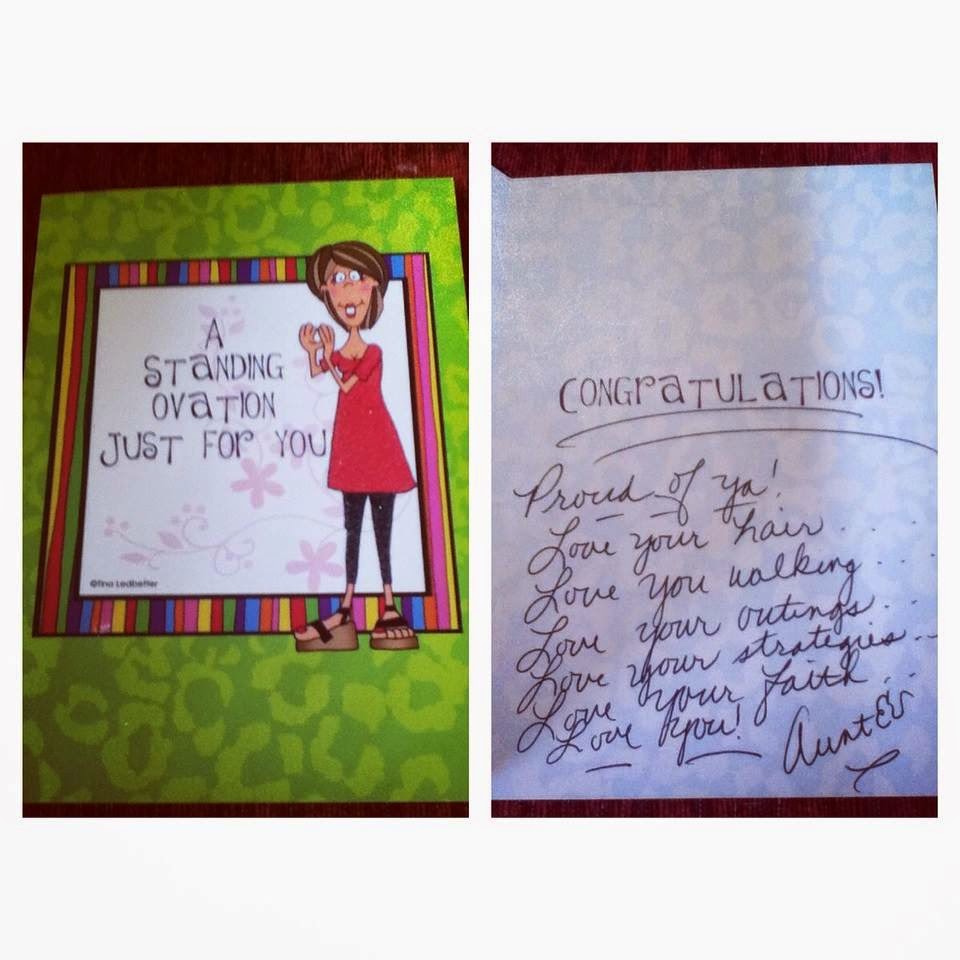 A
STANDING
OVATION
JUST FOR YOU
©Tina Ledbetter
CONGRATULATIONS!
Proud of ya!
Love your hair . . . .
Love you walking . . .
Love your outings . . .
Love your strategies . . .
Love your faith . . .
Love you!
Aunt EV